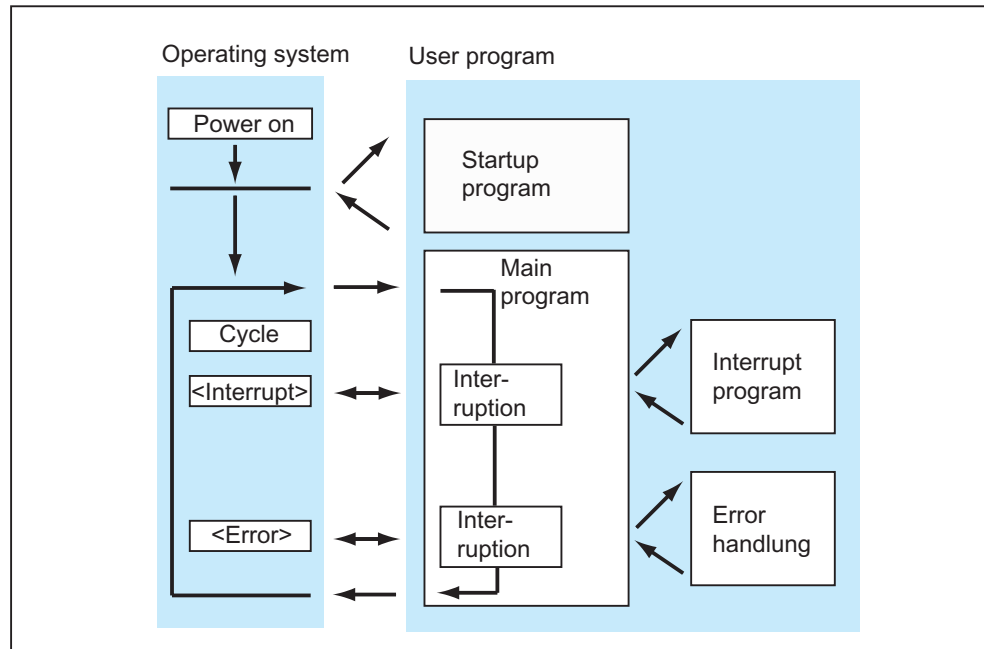 Operating system
User program
Power on
Startup
program
Main
program
Cycle
<Interrupt>
Inter-
ruption
Interrupt
program
<Error>
Inter-
ruption
Error
handlung